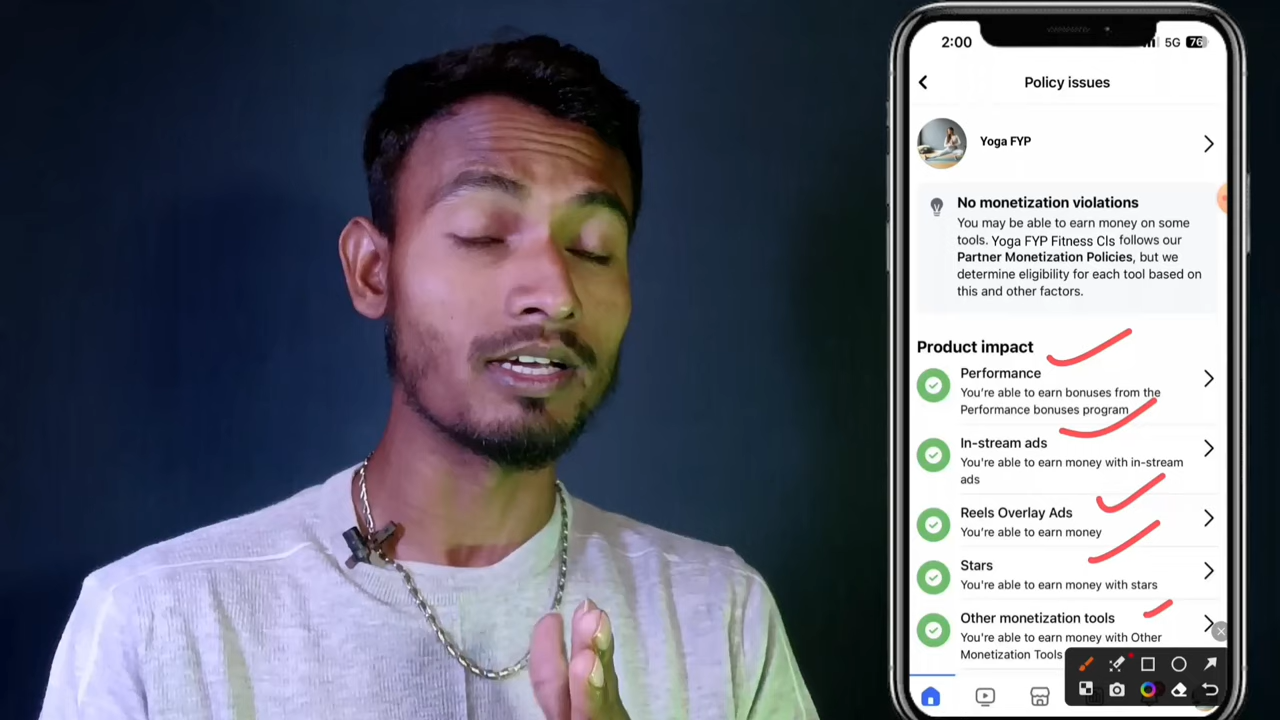 2:00
5G
76
Policy issues
Yoga FYP
No monetization violations
You may be able to earn money on some
tools. Yoga FYP Fitness Cls follows our
Partner Monetization Policies, but we
determine eligibility for each tool based on
this and other factors.
Product impact
Performance
You're able to earn bonuses from the
Performance bonuses program
In-stream ads
You're able to earn money with in-stream
ads
Reels Overlay Ads
You're able to earn money
Stars
You're able to earn money with stars
Other monetization tools
You're able to earn money with Other
Monetization Tools